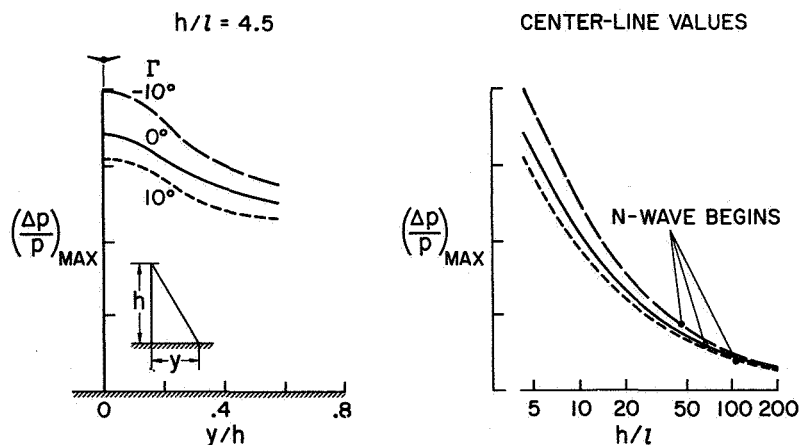 h/l = 4.5
Γ
-10°
0°
10°
(Δp/p)MAX
h
y
0 .4 .8
y/h
CENTER-LINE VALUES
N-WAVE BEGINS
(Δp/p)MAX
5 10 20 50 100 200
h/l